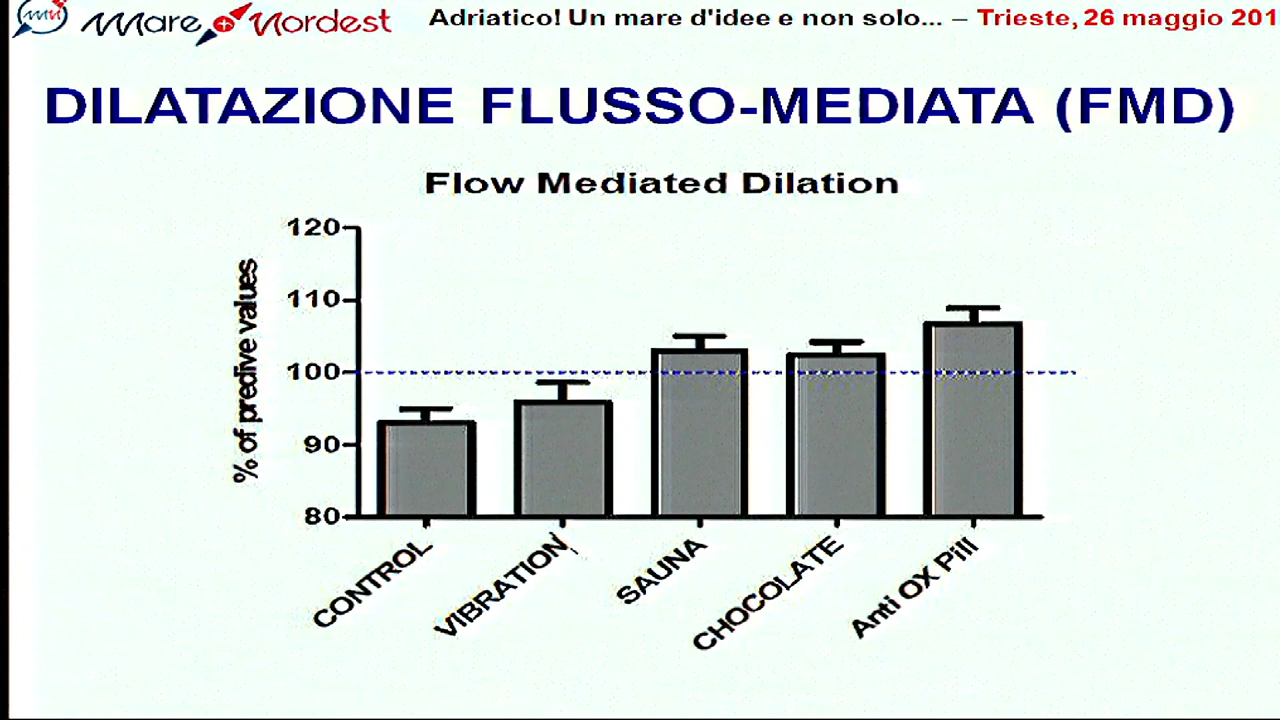 Mare Nordest
Adriatico! Un mare d'idee e non solo... – Trieste, 26 maggio 201
DILATAZIONE FLUSSO-MEDIATA (FMD)
Flow Mediated Dilation
% of predive values
120
110
100
90
80
CONTROL
VIBRATION
SAUNA
CHOCOLATE
Anti OX Pill